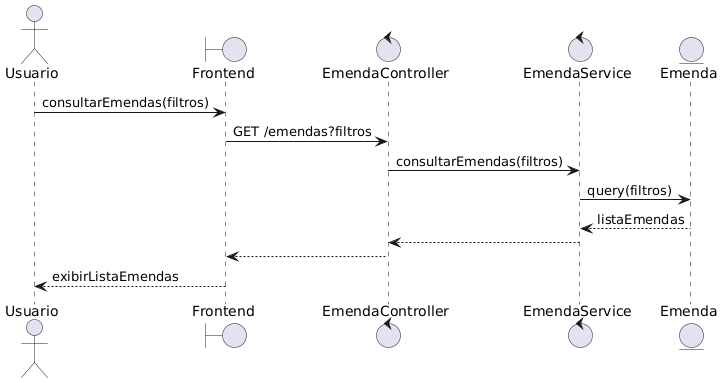 Usuario
Frontend
EmendaController
EmendaService
Emenda
consultarEmendas(filtros)
GET /emendas?filtros
consultarEmendas(filtros)
query(filtros)
listaEmendas
exibirListaEmendas
Usuario
Frontend
EmendaController
EmendaService
Emenda